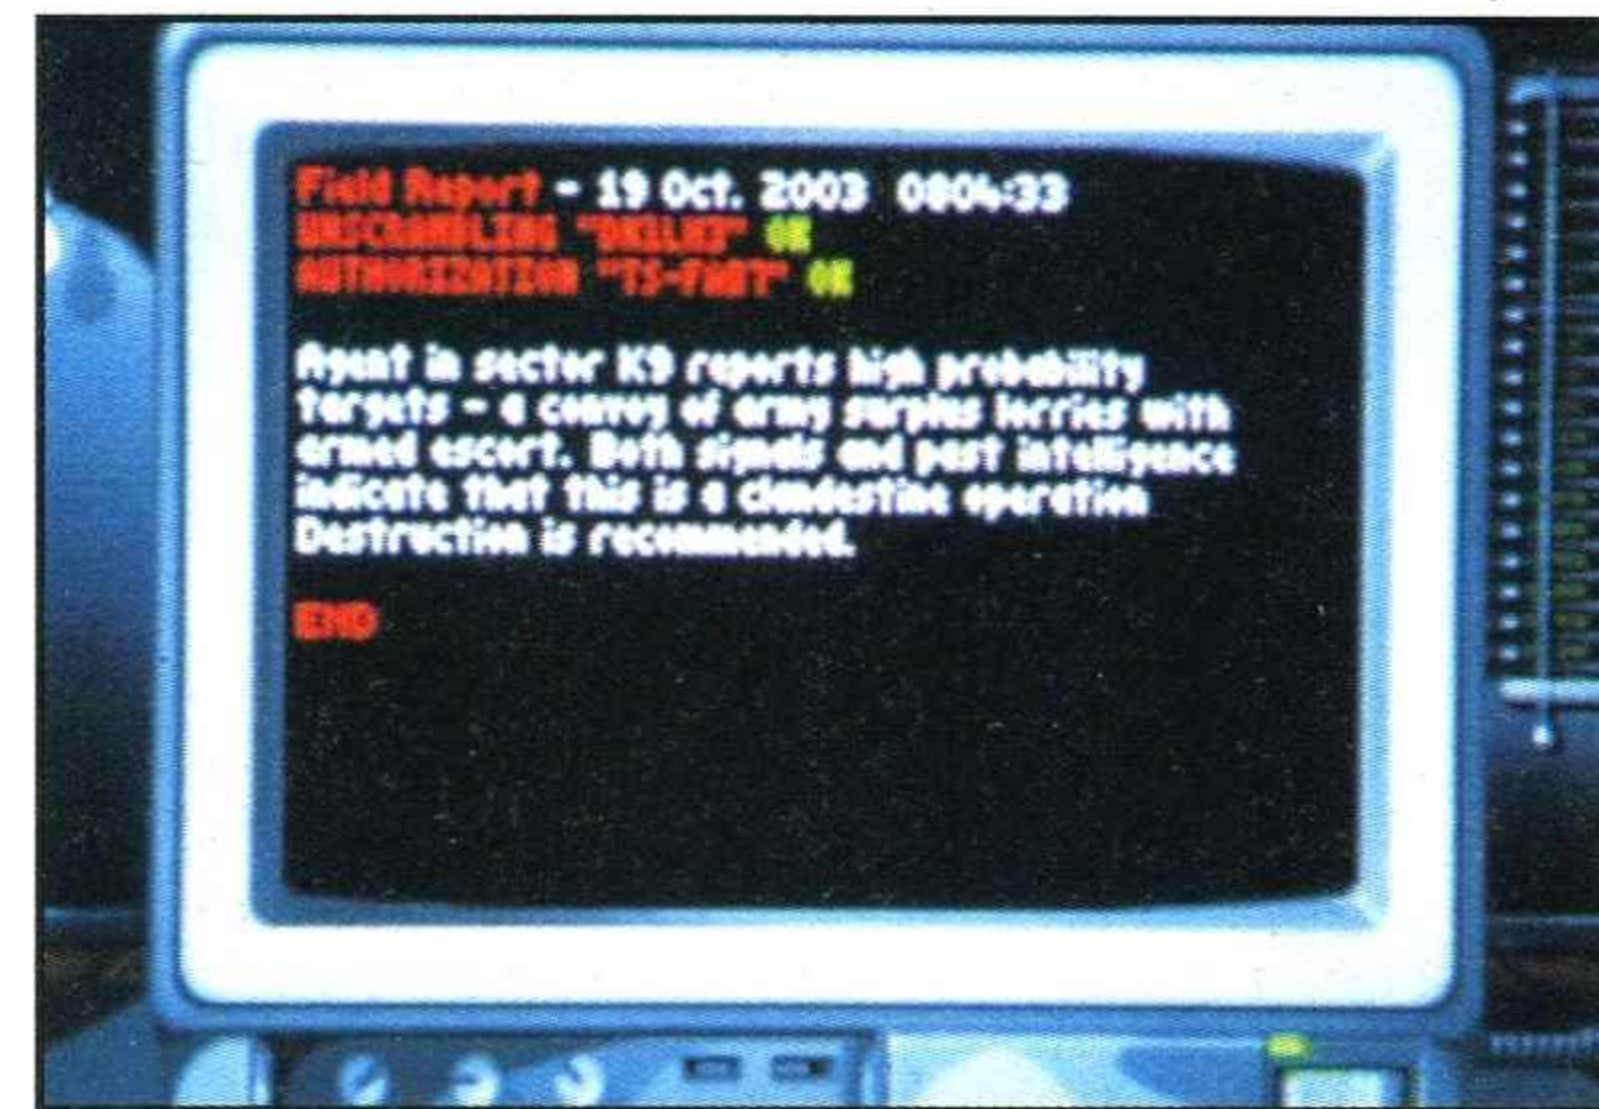 Field Report - 19 Oct. 2003 0804:33
UNSCRAMBLING OK
AUTHORIZATION OK
Agent in sector K9 reports high probability
targets - a convoy of army surplus lorries with
armed escort. Both signals and past intelligence
indicate that this is a clandestine operation
Destruction is recommended.
END